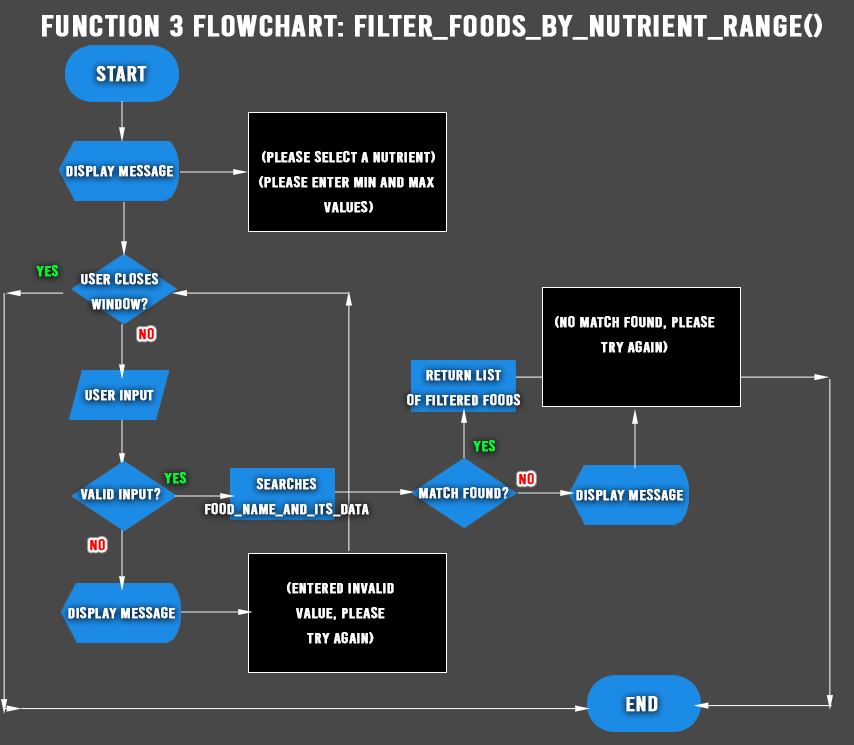 FUNCTION 3 FLOWCHART: FILTER_FOODS_BY_NUTRIENT_RANGE()
START
DISPLAY MESSAGE
(PLEASE SELECT A NUTRIENT)
(PLEASE ENTER MIN AND MAX
VALUES)
YES
USER CLOSES
WINDOW?
NO
USER INPUT
VALID INPUT?
YES
SEARCHES
FOOD_NAME_AND_ITS_DATA
NO
DISPLAY MESSAGE
(ENTERED INVALID
VALUE, PLEASE
TRY AGAIN)
MATCH FOUND?
YES
RETURN LIST
OF FILTERED FOODS
NO
DISPLAY MESSAGE
(NO MATCH FOUND, PLEASE
TRY AGAIN)
END